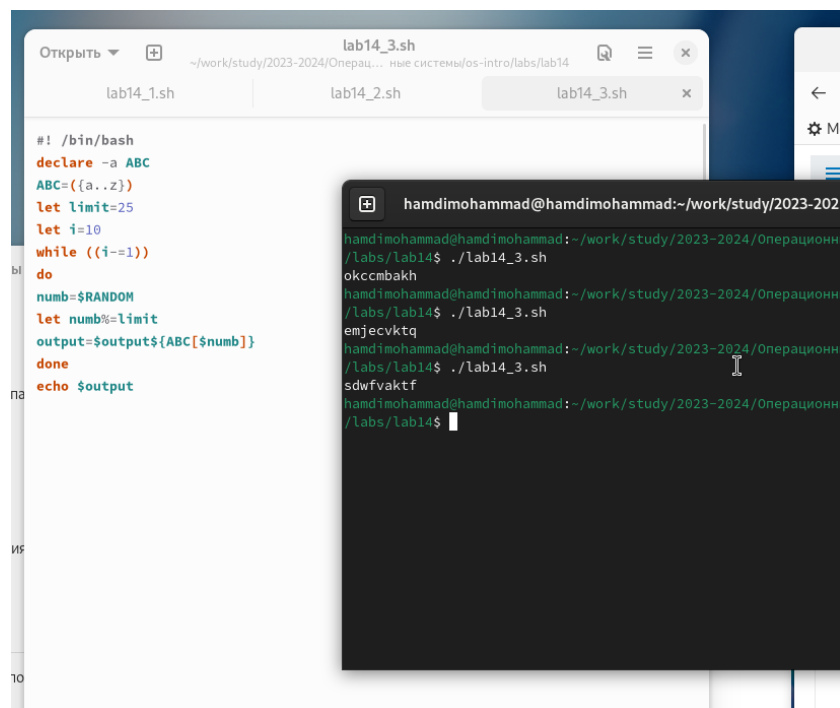 Открыть
lab14_3.sh
~/work/study/2023-2024/Операц... ные системы/os-intro/labs/lab14
lab14_1.sh
lab14_2.sh
lab14_3.sh
#! /bin/bash
declare -a ABC
ABC=({a..z})
let limit=25
let i=10
while ((i-=1))
do
numb=$RANDOM
let numb%=limit
output=$output${ABC[$numb]}
done
echo $output
hamdimohammad@hamdimohammad:~/work/study/2023-202
hamdimohammad@hamdimohammad:~/work/study/2023-2024/Операционн
/labs/lab14$ ./lab14_3.sh
okccmbakh
hamdimohammad@hamdimohammad:~/work/study/2023-2024/Операционн
/labs/lab14$ ./lab14_3.sh
emjecvktq
hamdimohammad@hamdimohammad:~/work/study/2023-2024/Операционн
/labs/lab14$ ./lab14_3.sh
sdwfvaktf
hamdimohammad@hamdimohammad:~/work/study/2023-2024/Операционн
/labs/lab14$